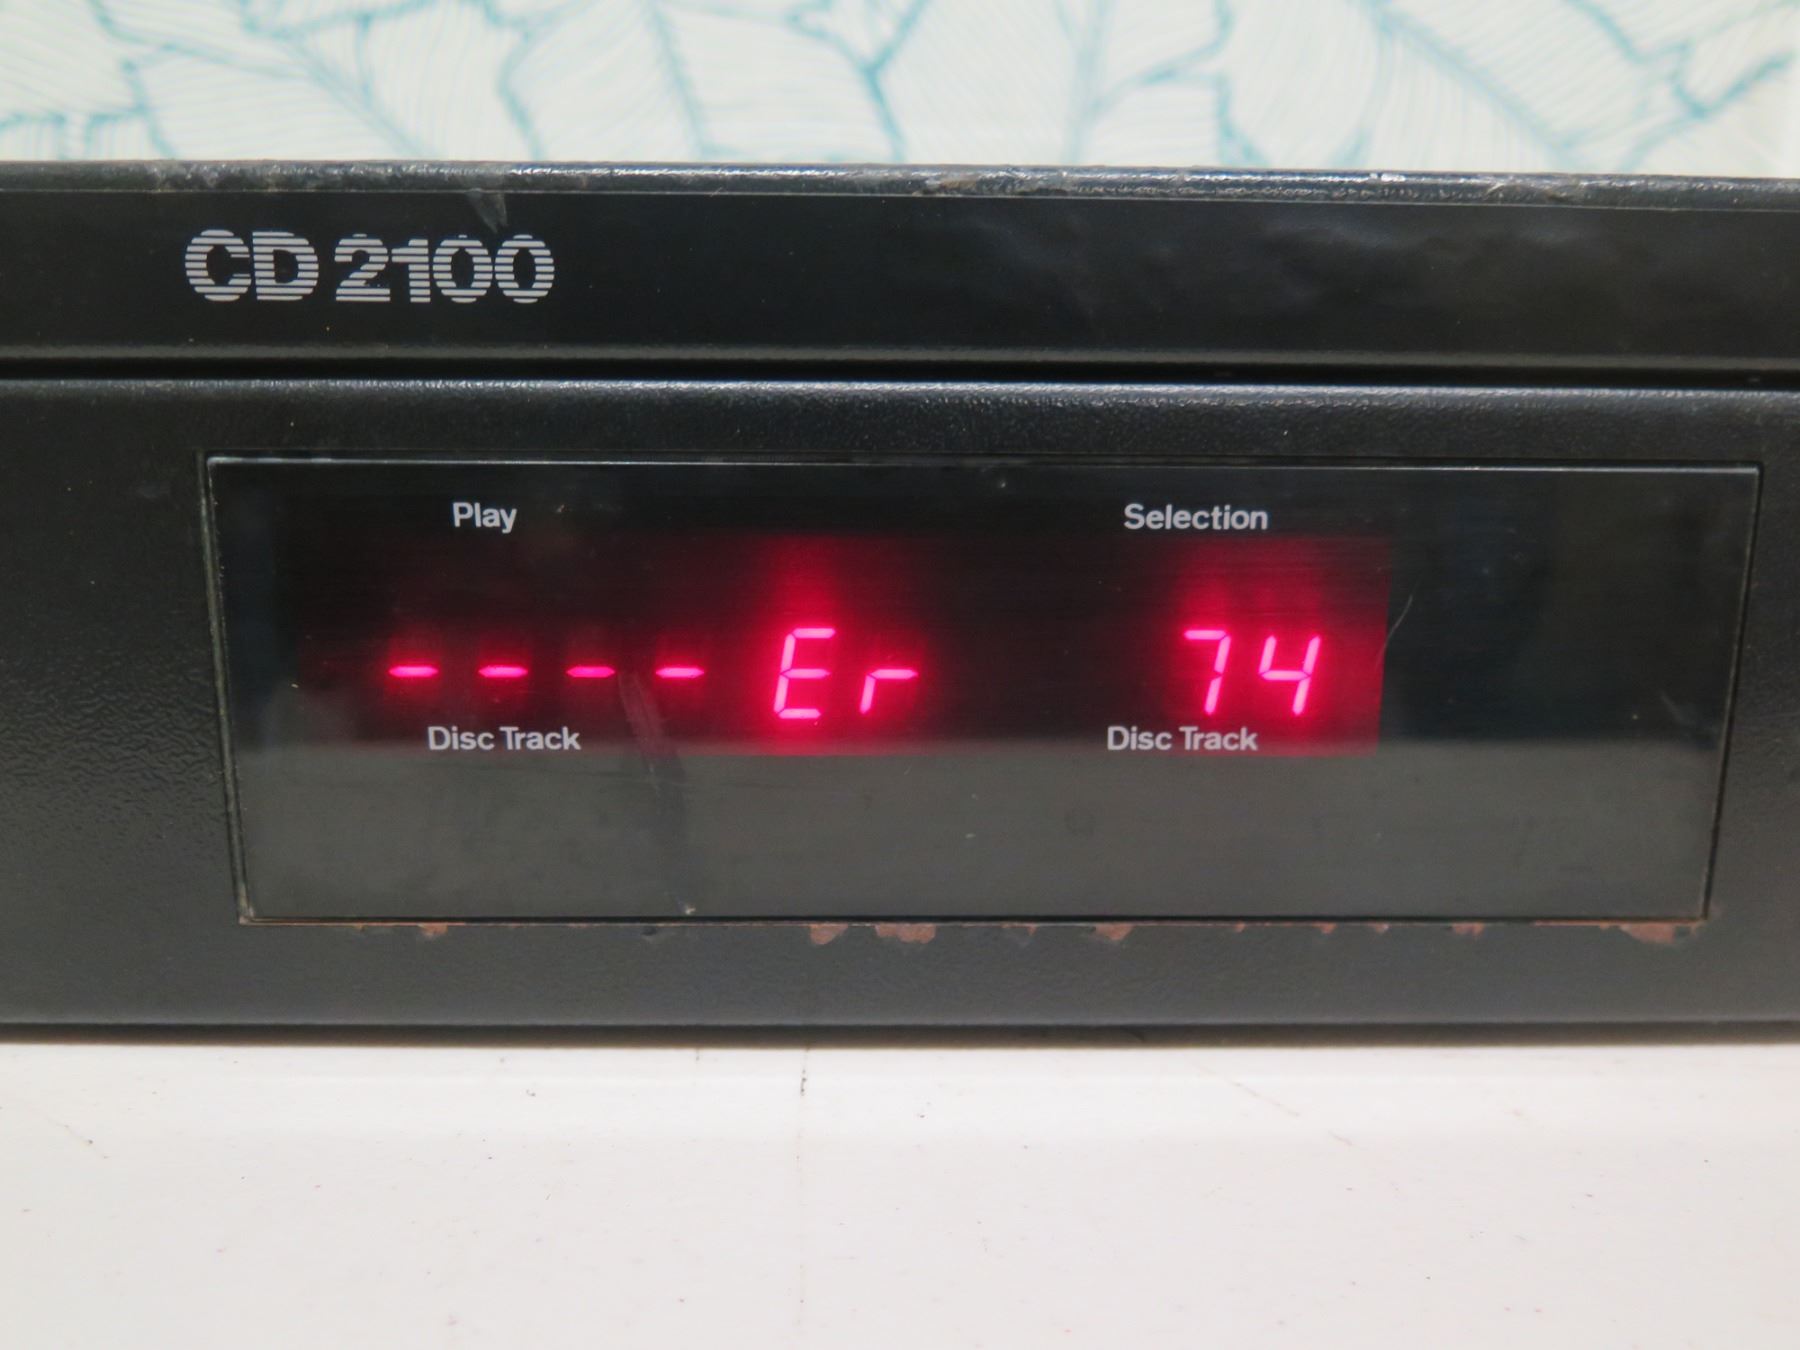 CD 2100
Play Selection
---- Er 74
Disc Track Disc Track